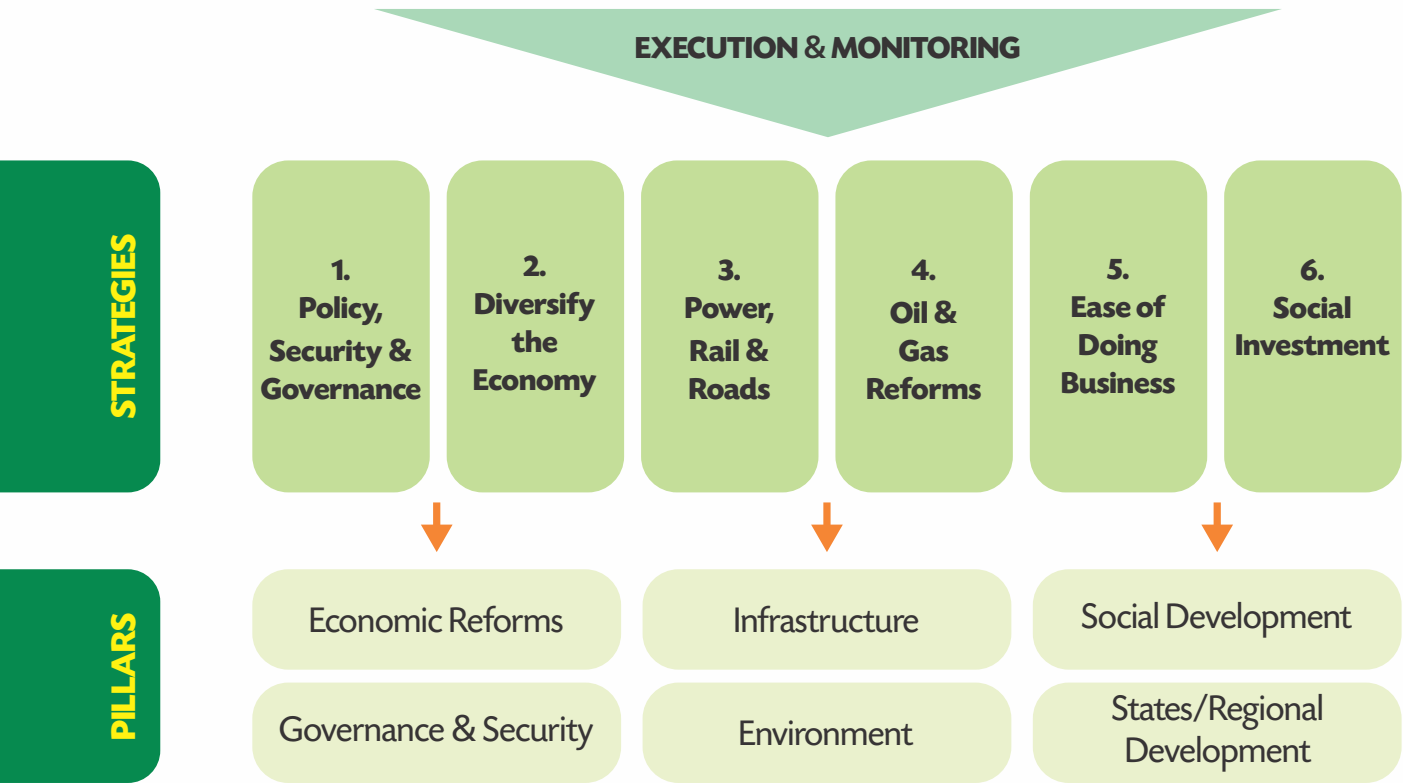 EXECUTION & MONITORING
STRATEGIES
1.
Policy,
Security &
Governance
2.
Diversify
the
Economy
3.
Power,
Rail &
Roads
4.
Oil &
Gas
Reforms
5.
Ease of
Doing
Business
6.
Social
Investment
PILLARS
Economic Reforms
Infrastructure
Social Development
Governance & Security
Environment
States/Regional
Development